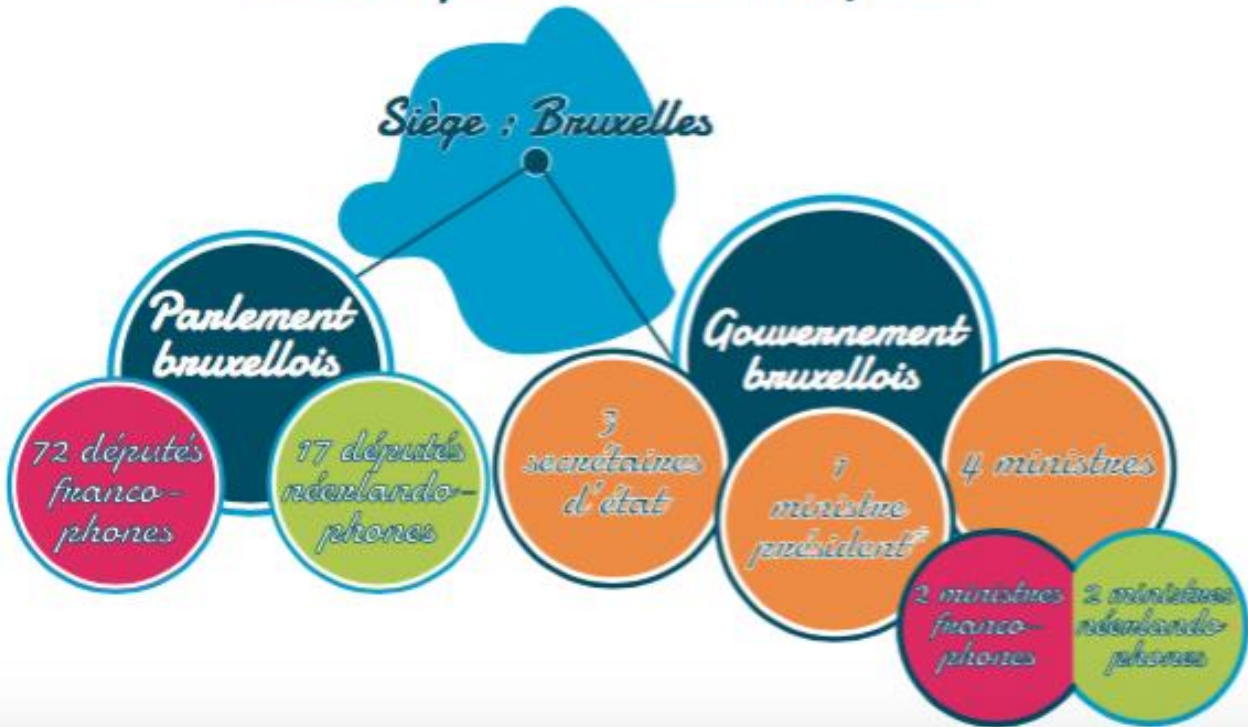 Siège : Bruxelles
Parlement
bruxellois
72 députés
franco-
phones
17 députés
néerlando-
phones
Gouvernement
bruxellois
3
secrétaires
d'état
1
ministre
président*
4 ministres
2 ministres
franco-
phones
2 ministres
néerlando
phones